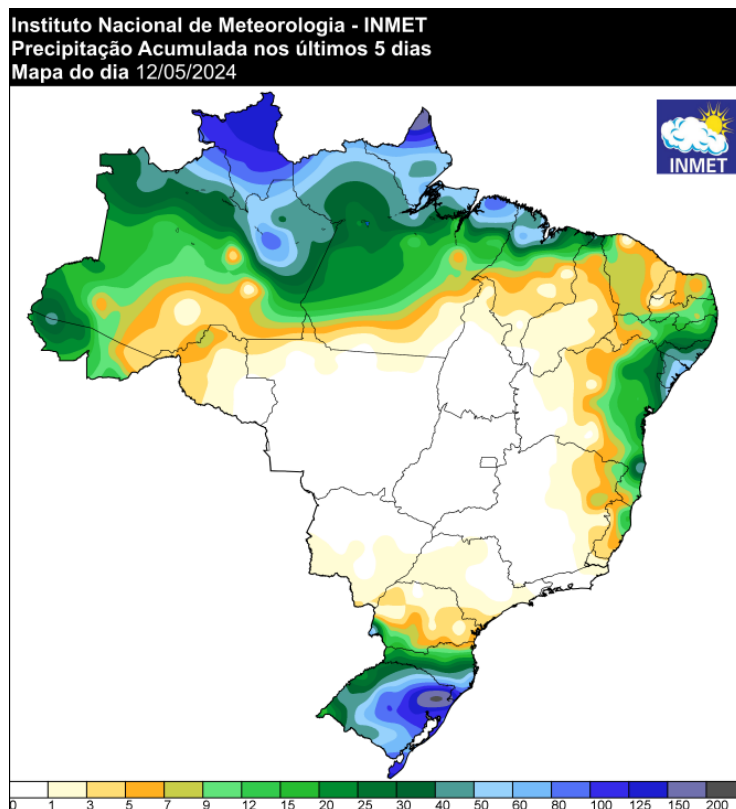 Instituto Nacional de Meteorologia - INMET
Precipitação Acumulada nos últimos 5 dias
Mapa do dia 12/05/2024
INMET
0 1 3 5 7 9 12 15 20 25 30 40 50 60 80 100 125 150 200